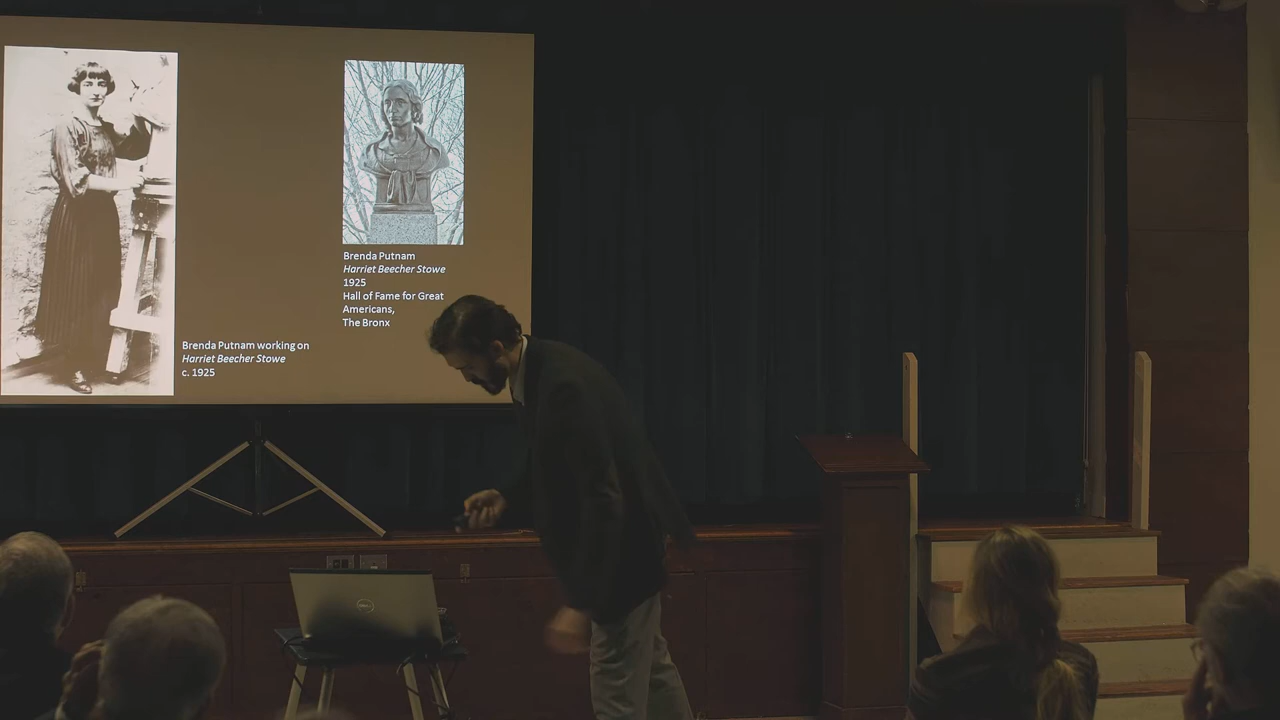 Brenda Putnam
Harriet Beecher Stowe
1925
Hall of Fame for Great
Americans,
The Bronx
Brenda Putnam working on
Harriet Beecher Stowe
c. 1925
DELL